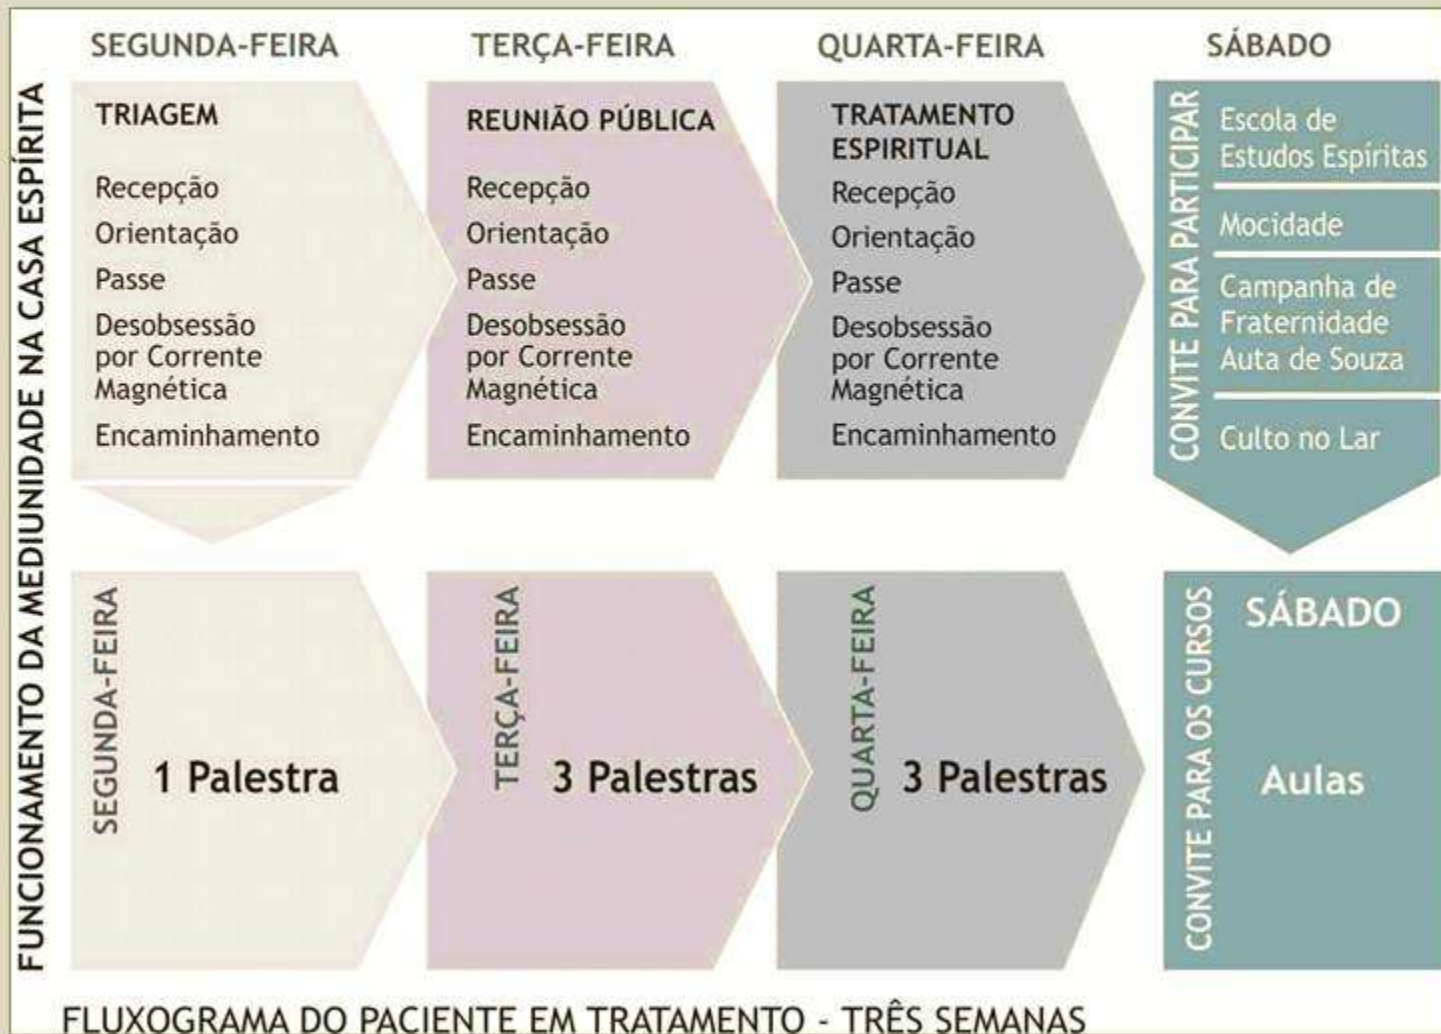 FUNCIONAMENTO DA MEDIUNIDADE NA CASA ESPÍRITA
SEGUNDA-FEIRA
TRIAGEM
Recepção
Orientação
Passe
Desobsessão
por Corrente
Magnética
Encaminhamento
TERÇA-FEIRA
REUNIÃO PÚBLICA
Recepção
Orientação
Passe
Desobsessão
por Corrente
Magnética
Encaminhamento
QUARTA-FEIRA
TRATAMENTO
ESPIRITUAL
Recepção
Orientação
Passe
Desobsessão
por Corrente
Magnética
Encaminhamento
SÁBADO
CONVITE PARA PARTICIPAR
Escola de
Estudos Espíritas
Mocidade
Campanha de
Fraternidade
Auta de Souza
Culto no Lar
SEGUNDA-FEIRA
1 Palestra
TERÇA-FEIRA
3 Palestras
QUARTA-FEIRA
3 Palestras
CONVITE PARA OS CURSOS
SÁBADO
Aulas
FLUXOGRAMA DO PACIENTE EM TRATAMENTO - TRÊS SEMANAS